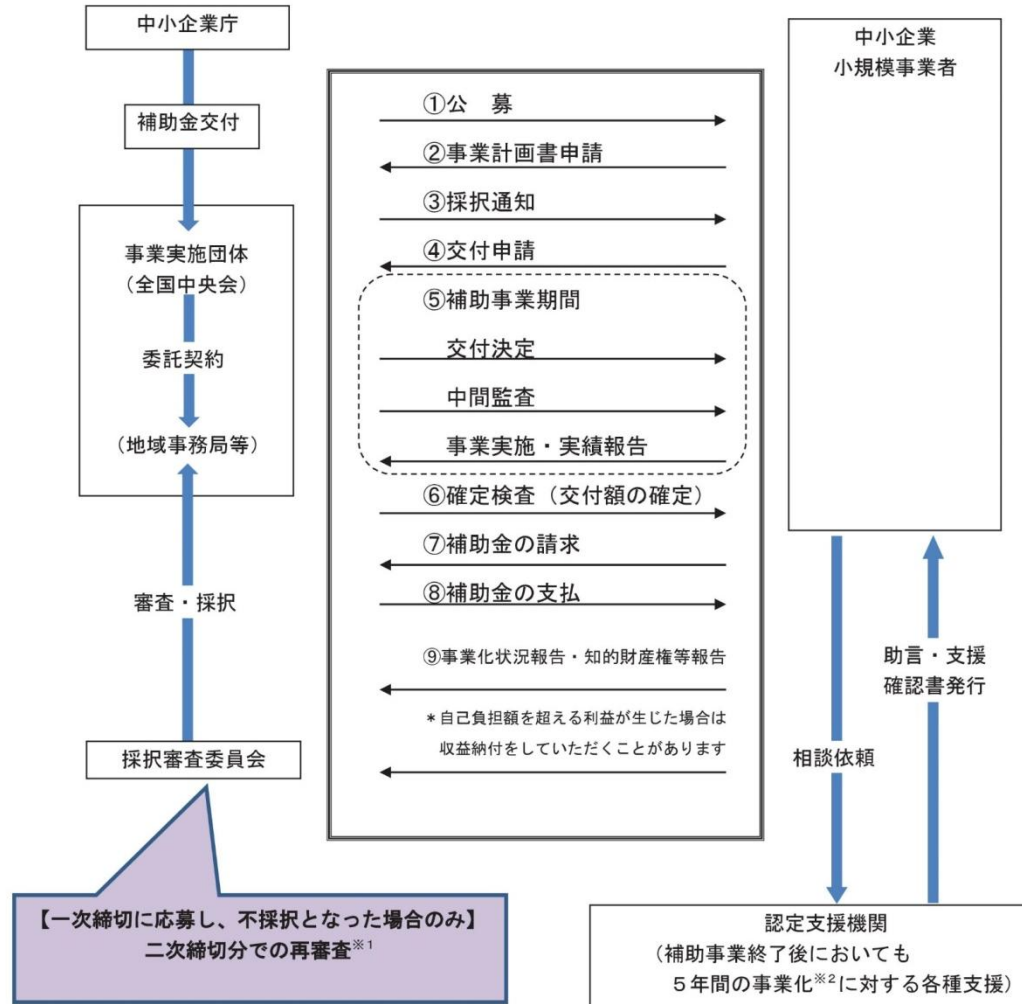 中小企業庁
補助金交付
事業実施団体
（全国中央会）
委託契約
（地域事務局等）
審査・採択
採択審査委員会
【一次締切に応募し、不採択となった場合のみ】
二次締切分での再審査※1
①公　募
②事業計画書申請
③採択通知
④交付申請
⑤補助事業期間
交付決定
中間監査
事業実施・実績報告
⑥確定検査（交付額の確定）
⑦補助金の請求
⑧補助金の支払
⑨事業化状況報告・知的財産権等報告
＊自己負担額を超える利益が生じた場合は
収益納付をしていただくことがあります
中小企業
小規模事業者
相談依頼
助言・支援
確認書発行
認定支援機関
（補助事業終了後においても
５年間の事業化※2に対する各種支援）